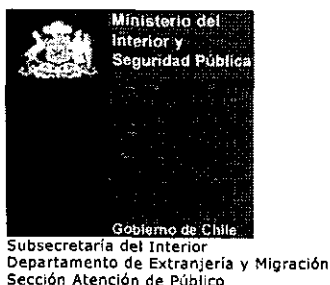 Ministerio del
Interior y
Seguridad Pública
Gobierno de Chile
Subsecretaría del Interior
Departamento de Extranjería y Migración
Sección Atención de Público